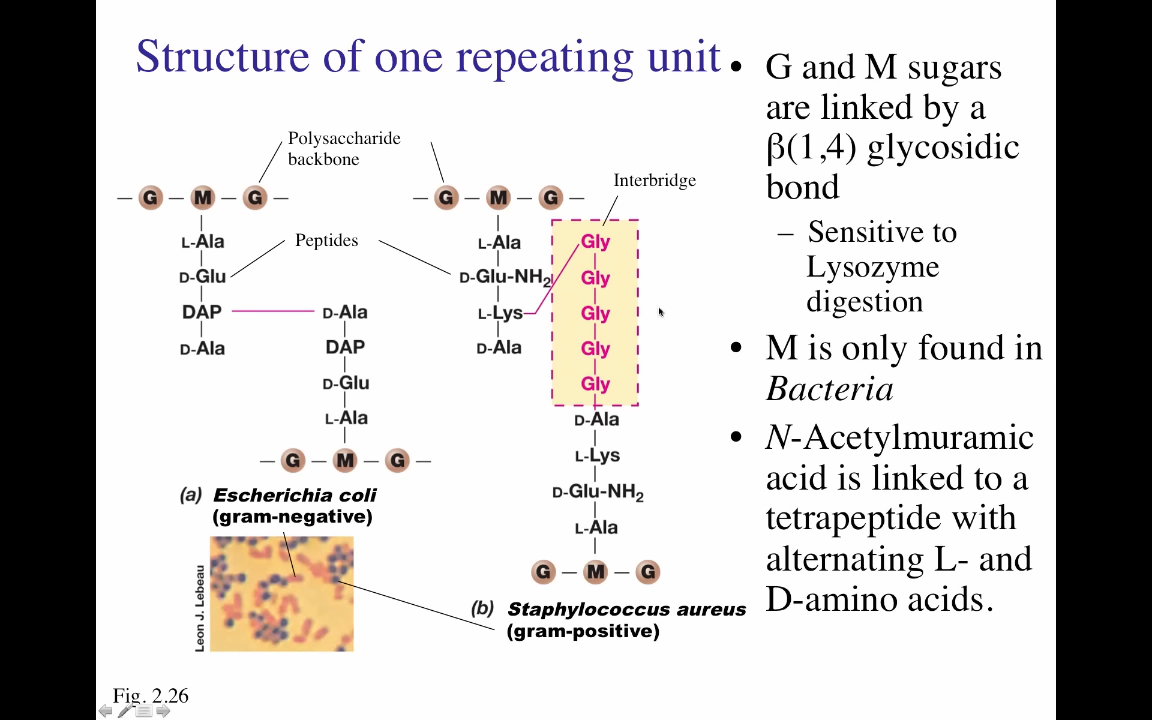 Structure of one repeating unit
Polysaccharide
backbone
Interbridge
Peptides
– G – M – G –
L-Ala
D-Glu
DAP
D-Ala
D-Ala
DAP
D-Glu
L-Ala
– G – M – G –
(a) Escherichia coli
(gram-negative)
Leon J. Lebeau
– G – M – G –
L-Ala
D-Glu-NH₂
L-Lys
D-Ala
Gly
Gly
Gly
Gly
Gly
D-Ala
L-Lys
D-Glu-NH₂
L-Ala
G – M – G
(b) Staphylococcus aureus
(gram-positive)
• G and M sugars
are linked by a
β(1,4) glycosidic
bond
– Sensitive to
Lysozyme
digestion
• M is only found in
Bacteria
• N-Acetylmuramic
acid is linked to a
tetrapeptide with
alternating L- and
D-amino acids.
Fig. 2.26